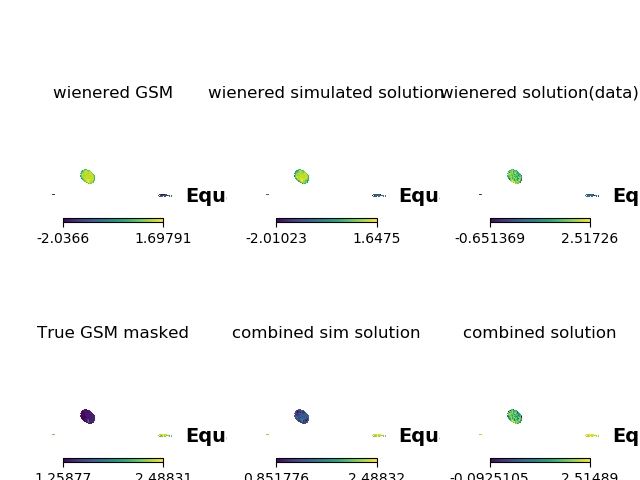 wienered GSM wienered simulated solution wienered solution(data)
Equ Equ Eq
-2.0366 1.69791 -2.01023 1.6475 -0.651369 2.51726
True GSM masked combined sim solution combined solution
Equ Equ Eq
1.25877 2.48831 0.851776 2.48832 -0.0925105 2.51489